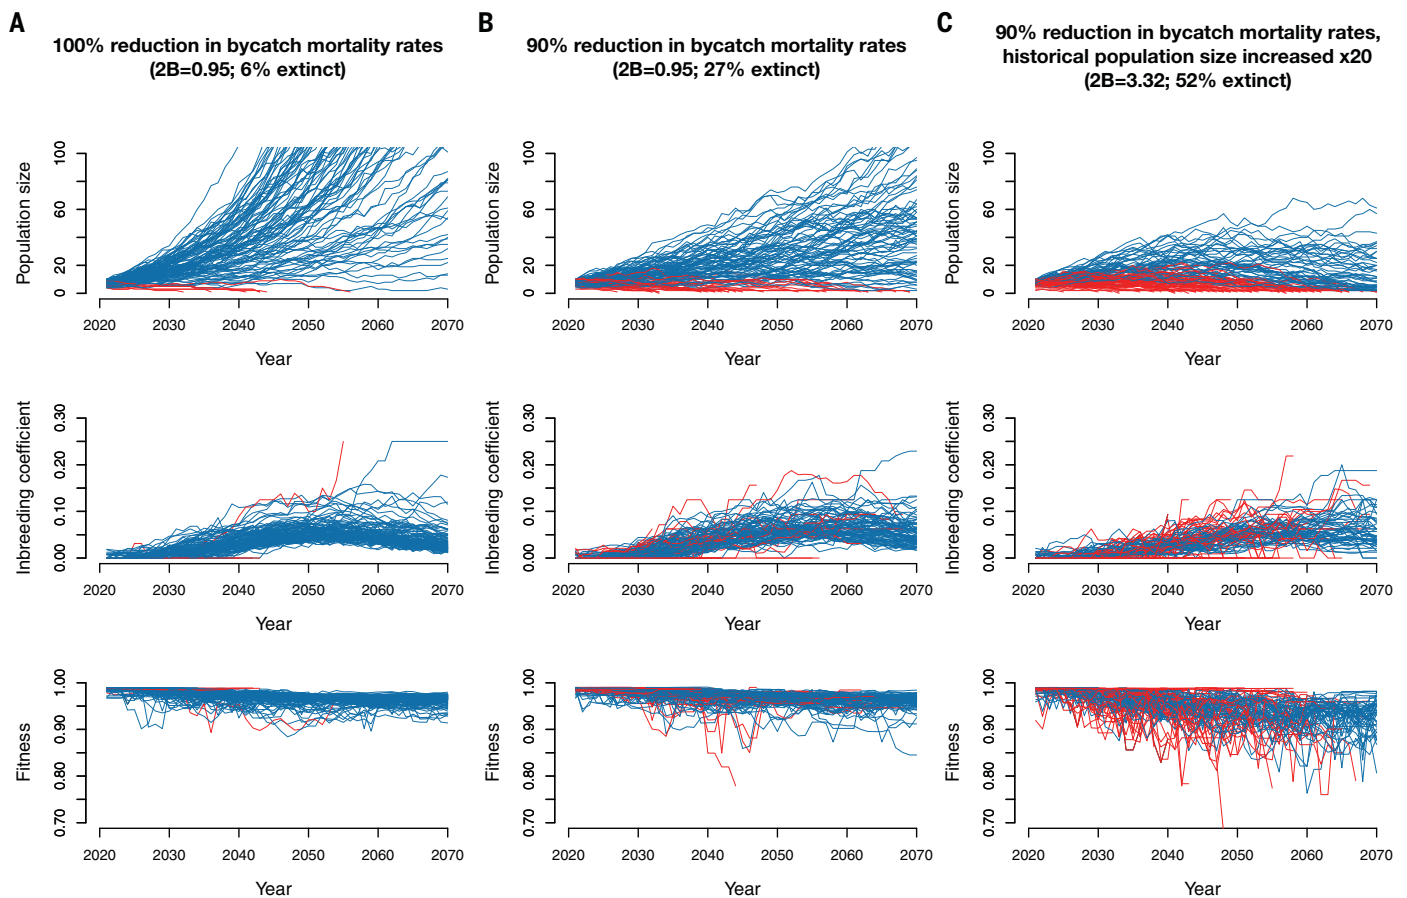 A
100% reduction in bycatch mortality rates
(2B=0.95; 6% extinct)
B
90% reduction in bycatch mortality rates
(2B=0.95; 27% extinct)
C
90% reduction in bycatch mortality rates,
historical population size increased x20
(2B=3.32; 52% extinct)
Population size
100
60
20
0
2020 2030 2040 2050 2060 2070
Year
Population size
100
60
20
0
2020 2030 2040 2050 2060 2070
Year
Population size
100
60
20
0
2020 2030 2040 2050 2060 2070
Year
Inbreeding coefficient
0.30
0.20
0.10
0.00
2020 2030 2040 2050 2060 2070
Year
Inbreeding coefficient
0.30
0.20
0.10
0.00
2020 2030 2040 2050 2060 2070
Year
Inbreeding coefficient
0.30
0.20
0.10
0.00
2020 2030 2040 2050 2060 2070
Year
Fitness
1.00
0.90
0.80
0.70
2020 2030 2040 2050 2060 2070
Year
Fitness
1.00
0.90
0.80
0.70
2020 2030 2040 2050 2060 2070
Year
Fitness
1.00
0.90
0.80
0.70
2020 2030 2040 2050 2060 2070
Year